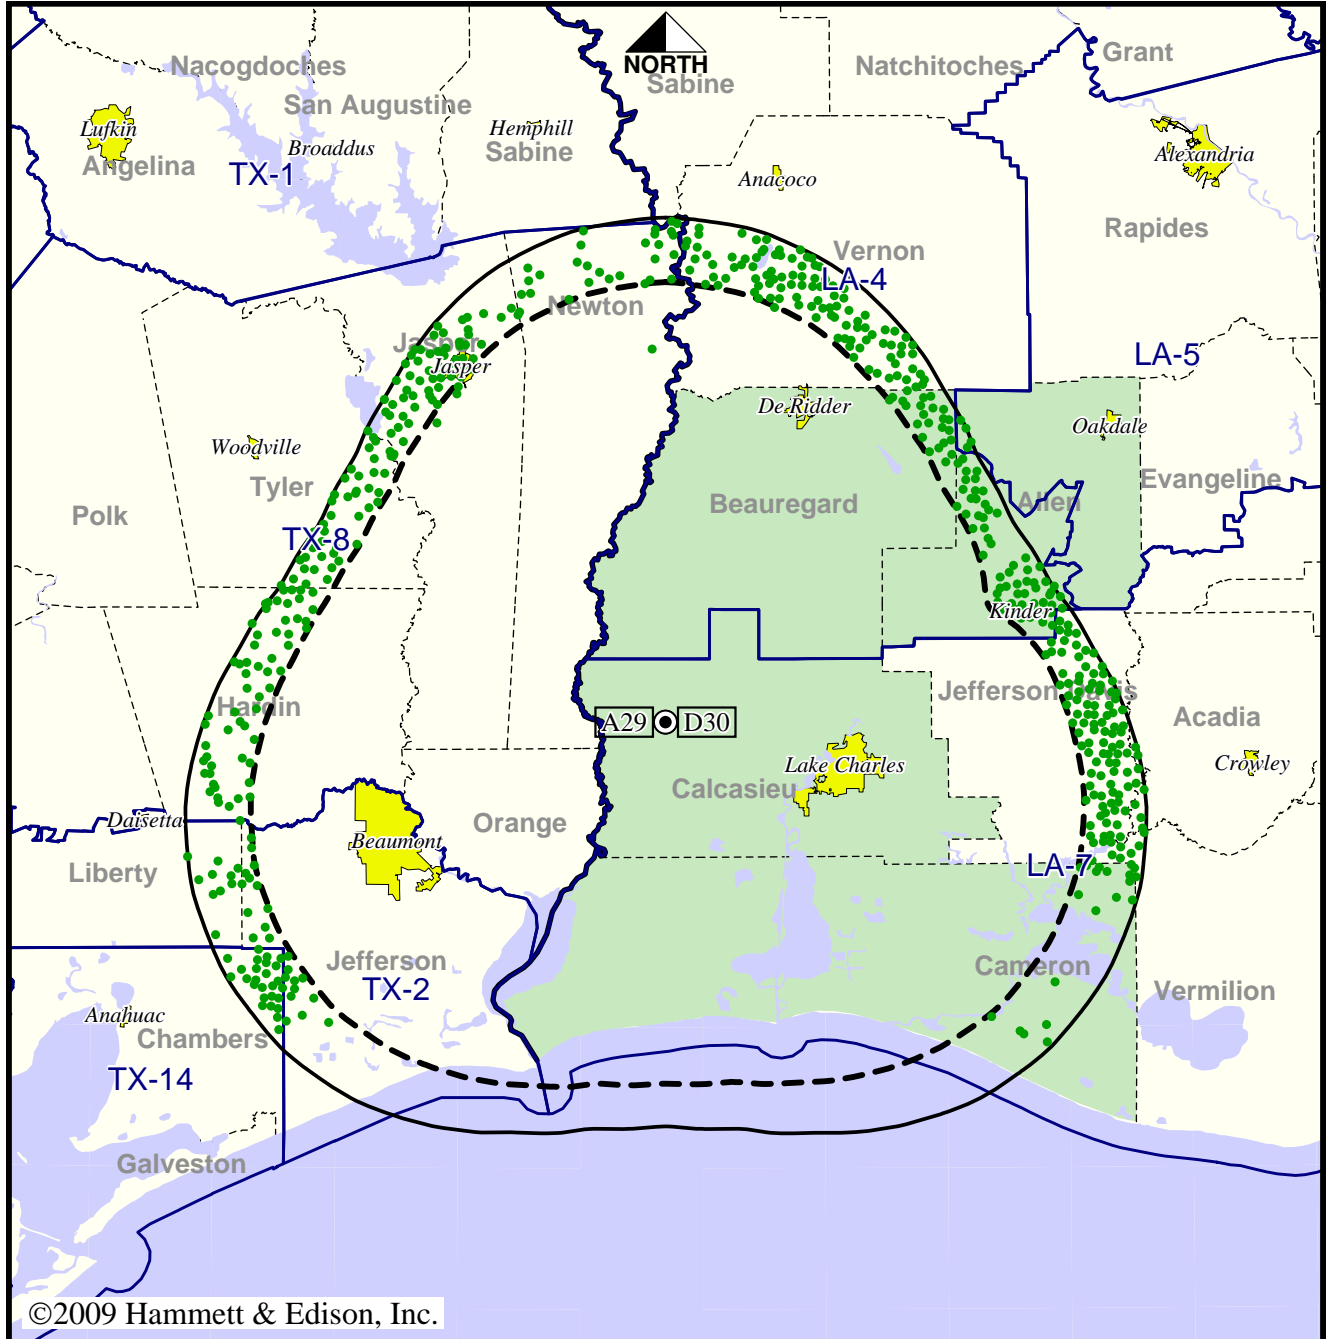 NORTH
Grant
Nacogdoches
Sabine
Natchitoches
San Augustine
Lufkin
Hemphill
Broaddus
Sabine
Alexandria
Angelina
TX-1
Anacoco
Rapides
Vernon
LA-4
Newton
Jasper
Jasper
LA-5
De Ridder
Oakdale
Woodville
Tyler
Evangeline
Beauregard
Allen
Polk
TX-8
Kinder
Jefferson Davis
Hardin
Acadia
A29
D30
Lake Charles
Crowley
Calcasieu
Daisetta
Orange
Beaumont
Liberty
LA-7
Jefferson
Cameron
TX-2
Vermilion
Anahuac
Chambers
TX-14
Galveston
©2009 Hammett & Edison, Inc.